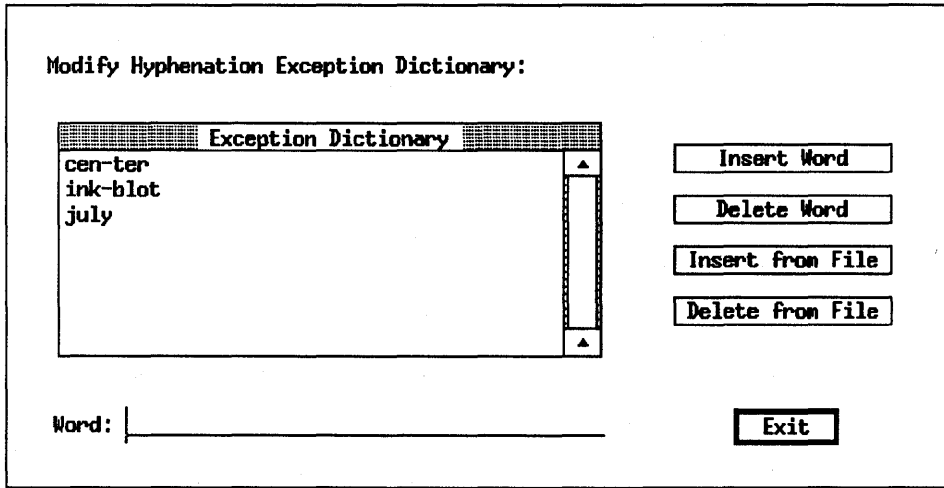 Modify Hyphenation Exception Dictionary:
Exception Dictionary
cen-ter
ink-blot
july
Insert Word
Delete Word
Insert from File
Delete from File
Word:
Exit